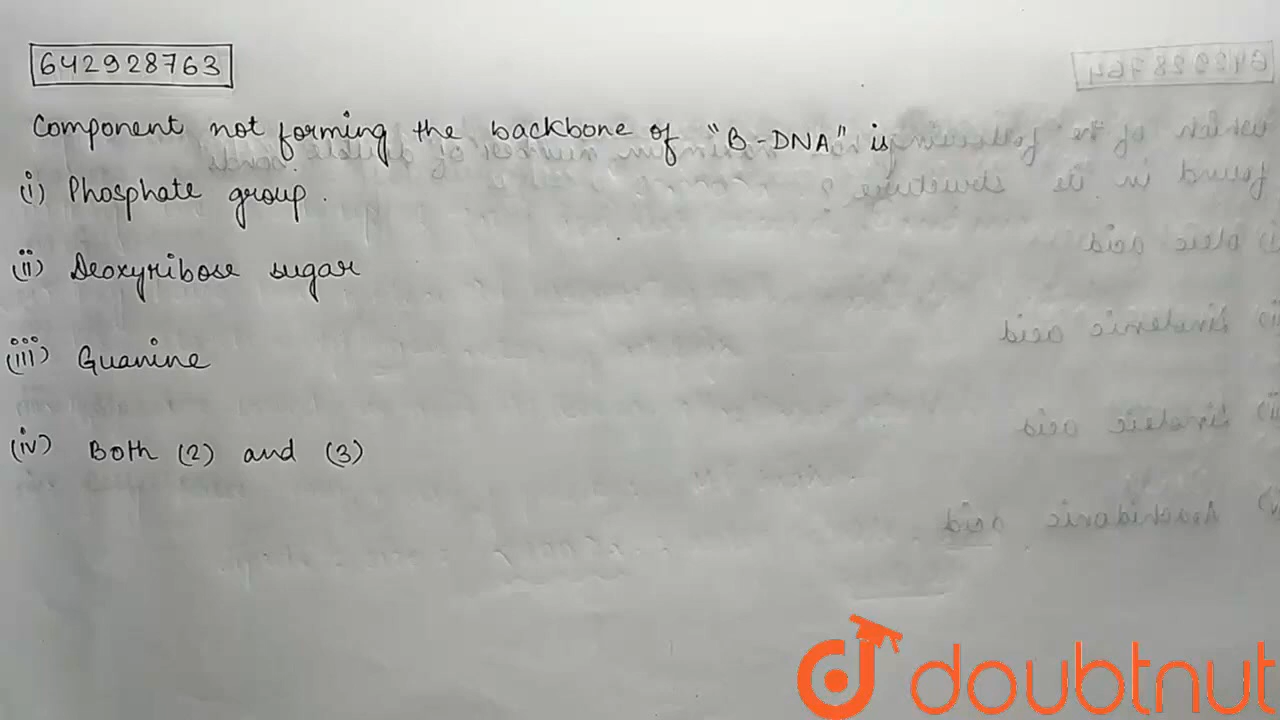 642928763
Component not forming the backbone of "B-DNA" is
(i) Phosphate group.
(ii) Deoxyribose sugar
(iii) Guanine
(iv) Both (2) and (3)
doubtnut